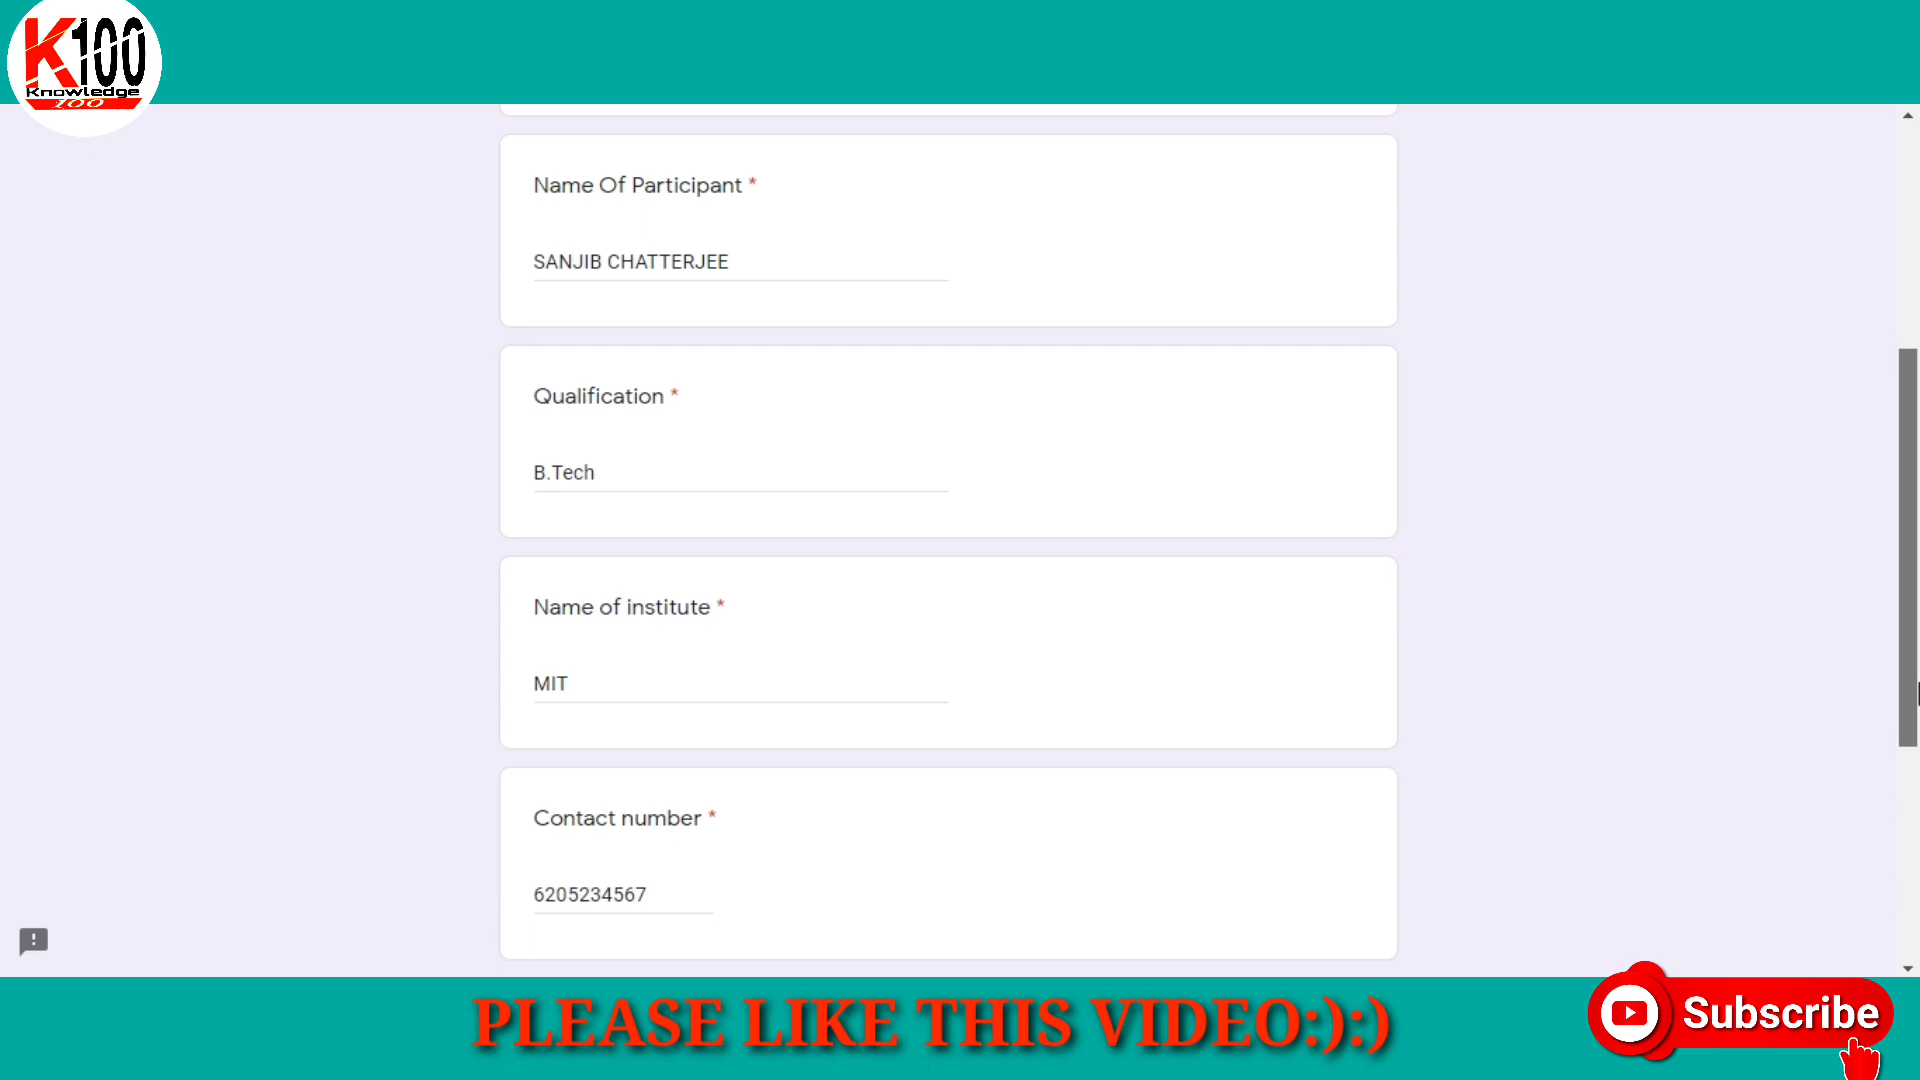 K100
Knowledge
100
Name Of Participant *
SANJIB CHATTERJEE
Qualification *
B.Tech
Name of institute *
MIT
Contact number *
6205234567
PLEASE LIKE THIS VIDEO:):)
Subscribe